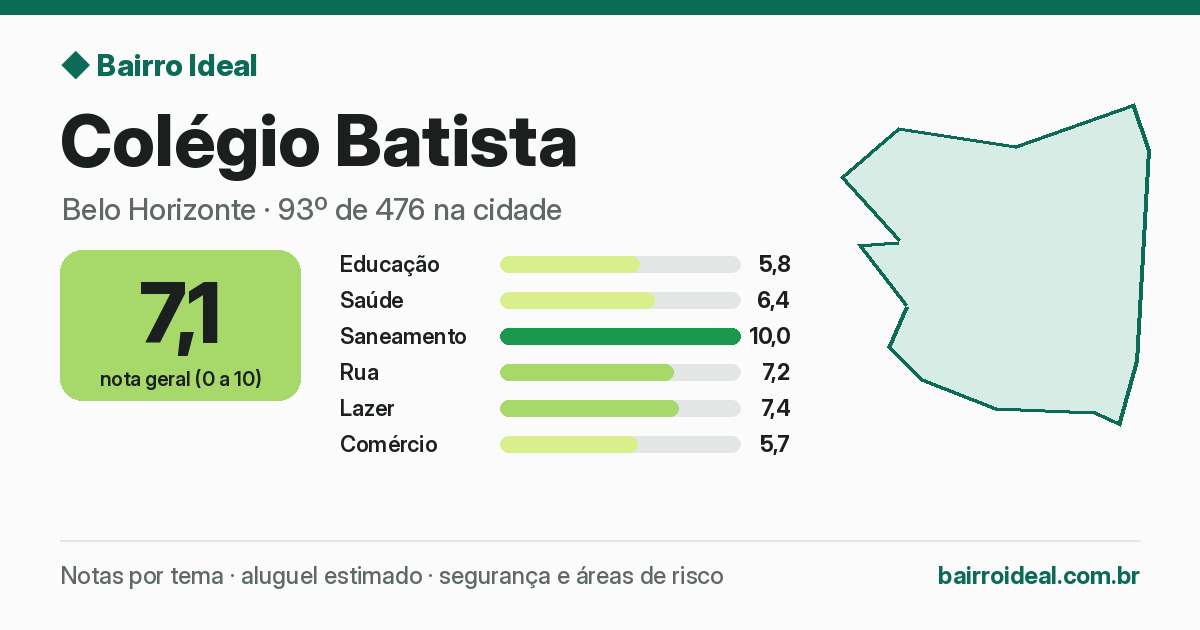 Bairro Ideal
Colégio Batista
Belo Horizonte · 93º de 476 na cidade
7,1
nota geral (0 a 10)
Educação 5,8
Saúde 6,4
Saneamento 10,0
Rua 7,2
Lazer 7,4
Comércio 5,7
Notas por tema · aluguel estimado · segurança e áreas de risco
bairroideal.com.br